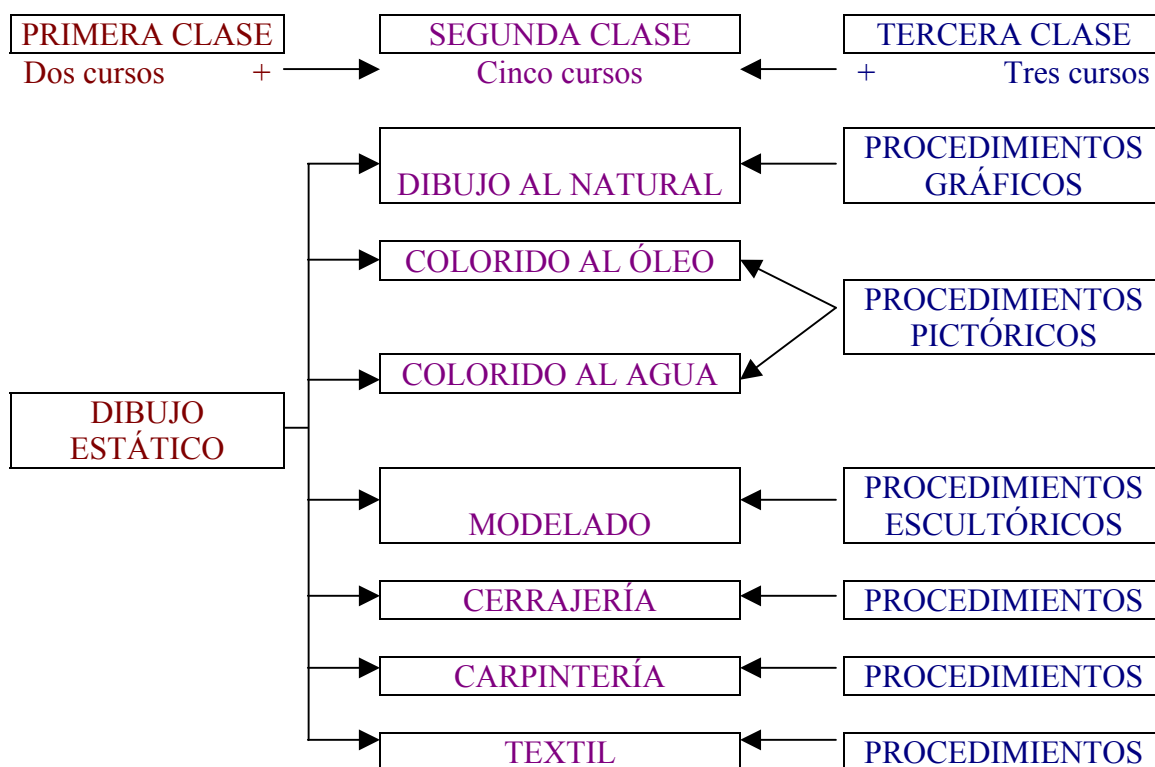 PRIMERA CLASE
SEGUNDA CLASE
TERCERA CLASE
Dos cursos +
Cinco cursos
+ Tres cursos
DIBUJO AL NATURAL
PROCEDIMIENTOS
GRÁFICOS
COLORIDO AL ÓLEO
PROCEDIMIENTOS
PICTÓRICOS
COLORIDO AL AGUA
DIBUJO
ESTÁTICO
MODELADO
PROCEDIMIENTOS
ESCULTÓRICOS
CERRAJERÍA
PROCEDIMIENTOS
CARPINTERÍA
PROCEDIMIENTOS
TEXTIL
PROCEDIMIENTOS